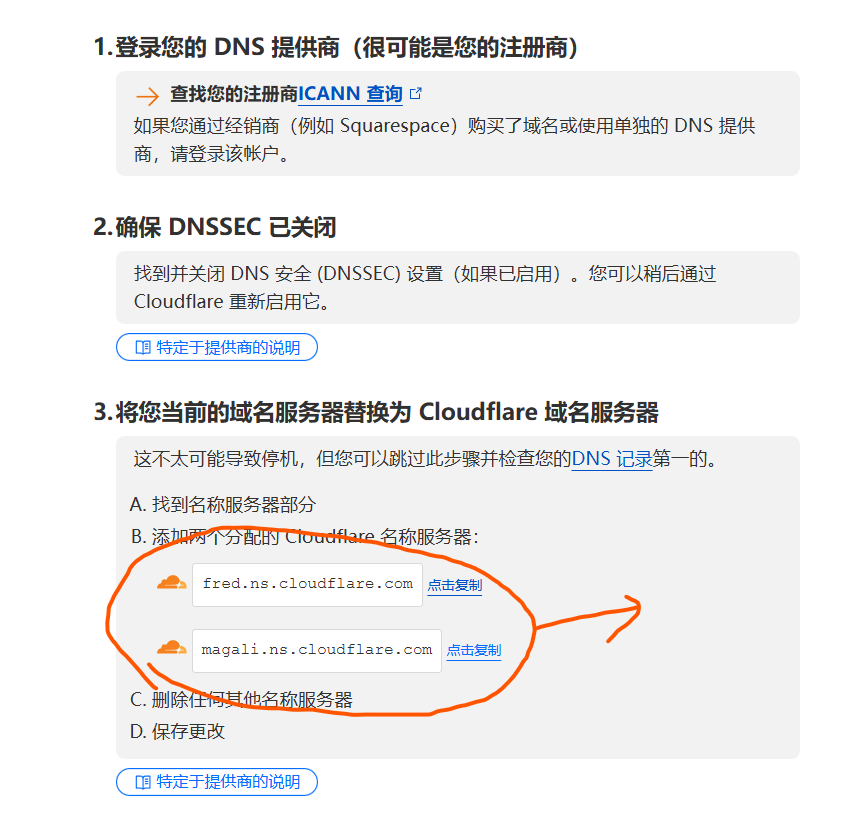 1.登录您的 DNS 提供商（很可能是您的注册商）
查找您的注册商ICANN 查询
如果您通过经销商（例如 Squarespace）购买了域名或使用单独的 DNS 提供
商，请登录该帐户。
2.确保 DNSSEC 已关闭
找到并关闭 DNS 安全 (DNSSEC) 设置（如果已启用）。您可以稍后通过
Cloudflare 重新启用它。
特定于提供商的说明
3.将您当前的域名服务器替换为 Cloudflare 域名服务器
这不太可能导致停机，但您可以跳过此步骤并检查您的DNS 记录第一的。
A. 找到名称服务器部分
B. 添加两个分配的 Cloudflare 名称服务器：
fred.ns.cloudflare.com 点击复制
magali.ns.cloudflare.com 点击复制
C. 删除任何其他名称服务器
D. 保存更改
特定于提供商的说明